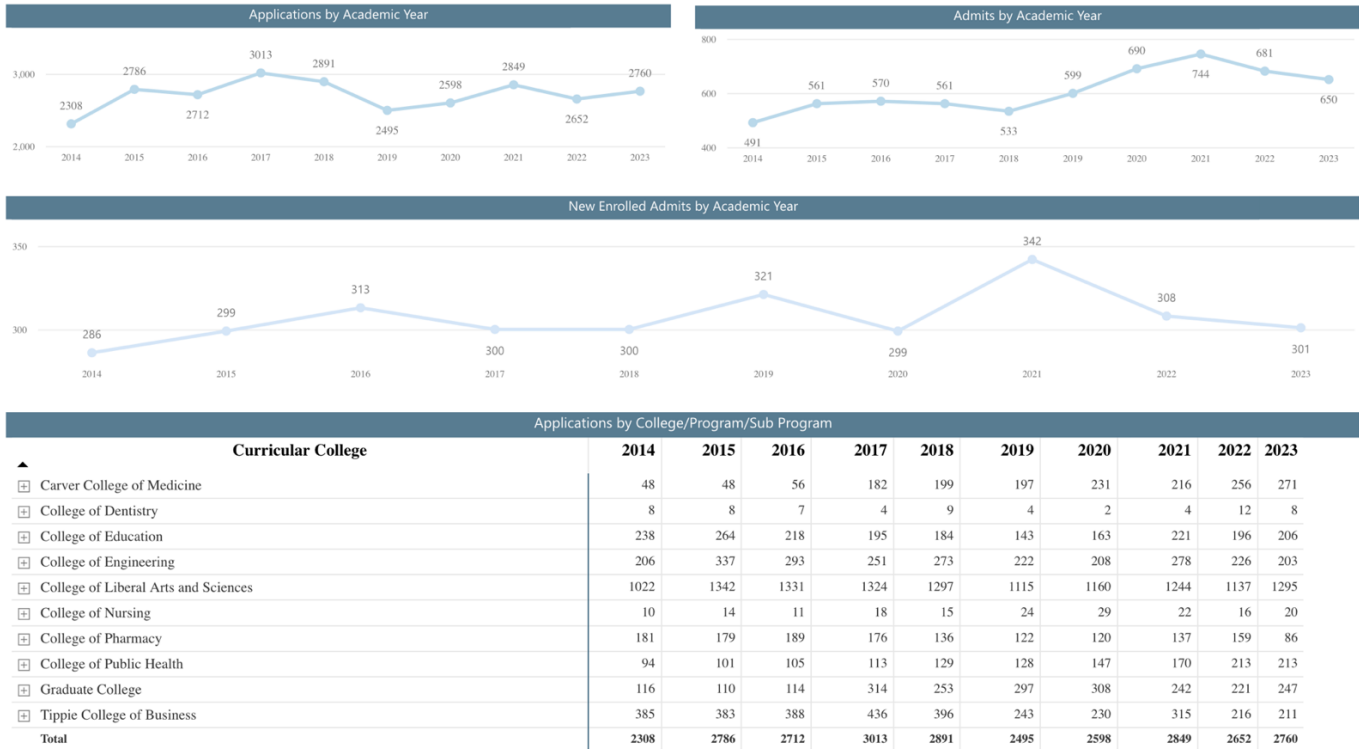 Applications by Academic Year
3,000
2,000
2308
2786
2712
3013
2891
2495
2598
2849
2652
2760
2014 2015 2016 2017 2018 2019 2020 2021 2022 2023
Admits by Academic Year
800
600
400
491
561
570
561
533
599
690
744
681
650
2014 2015 2016 2017 2018 2019 2020 2021 2022 2023
New Enrolled Admits by Academic Year
350
300
286
299
313
300
300
321
299
342
308
301
2014 2015 2016 2017 2018 2019 2020 2021 2022 2023
Applications by College/Program/Sub Program
Curricular College 2014 2015 2016 2017 2018 2019 2020 2021 2022 2023
Carver College of Medicine 48 48 56 182 199 197 231 216 256 271
College of Dentistry 8 8 7 4 9 4 2 4 12 8
College of Education 238 264 218 195 184 143 163 221 196 206
College of Engineering 206 337 293 251 273 222 208 278 226 203
College of Liberal Arts and Sciences 1022 1342 1331 1324 1297 1115 1160 1244 1137 1295
College of Nursing 10 14 11 18 15 24 29 22 16 20
College of Pharmacy 181 179 189 176 136 122 120 137 159 86
College of Public Health 94 101 105 113 129 128 147 170 213 213
Graduate College 116 110 114 314 253 297 308 242 221 247
Tippie College of Business 385 383 388 436 396 243 230 315 216 211
Total 2308 2786 2712 3013 2891 2495 2598 2849 2652 2760